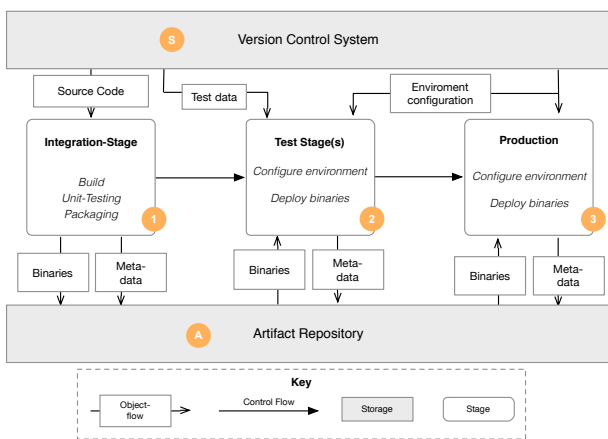 S
Version Control System
Source Code
Test data
Enviroment
configuration
Integration-Stage
Build
Unit-Testing
Packaging
1
Test Stage(s)
Configure environment
Deploy binaries
2
Production
Configure environment
Deploy binaries
3
Binaries
Meta-
data
Binaries
Meta-
data
Binaries
Meta-
data
A
Artifact Repository
Key
Object-
flow
Control Flow
Storage
Stage